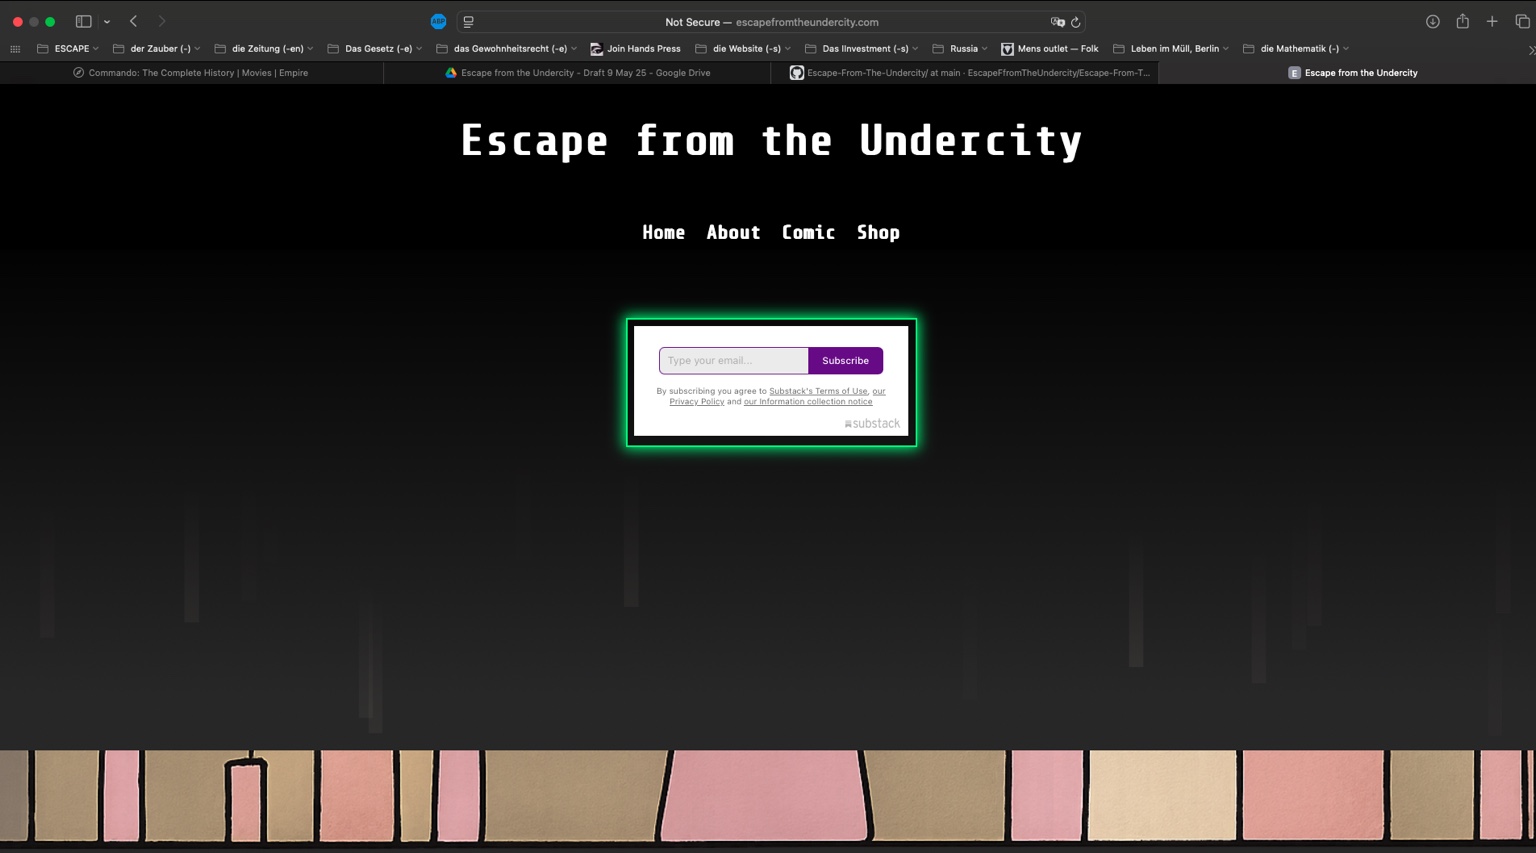 Not Secure — escapefromtheundercity.com
ESCAPE der Zauber (-) die Zeitung (-en) Das Gesetz (-e) das Gewohnheitsrecht (-e) Join Hands Press die Website (-s) Das IInvestment (-s) Russia Mens outlet — Folk Leben im Müll, Berlin die Mathematik (-)
Commando: The Complete History | Movies | Empire Escape from the Undercity - Draft 9 May 25 - Google Drive Escape-From-The-Undercity/ at main · EscapeFfromTheUndercity/Escape-From-T... E Escape from the Undercity
Escape from the Undercity
Home About Comic Shop
Type your email... Subscribe
By subscribing you agree to Substack's Terms of Use, our
Privacy Policy and our Information collection notice
substack